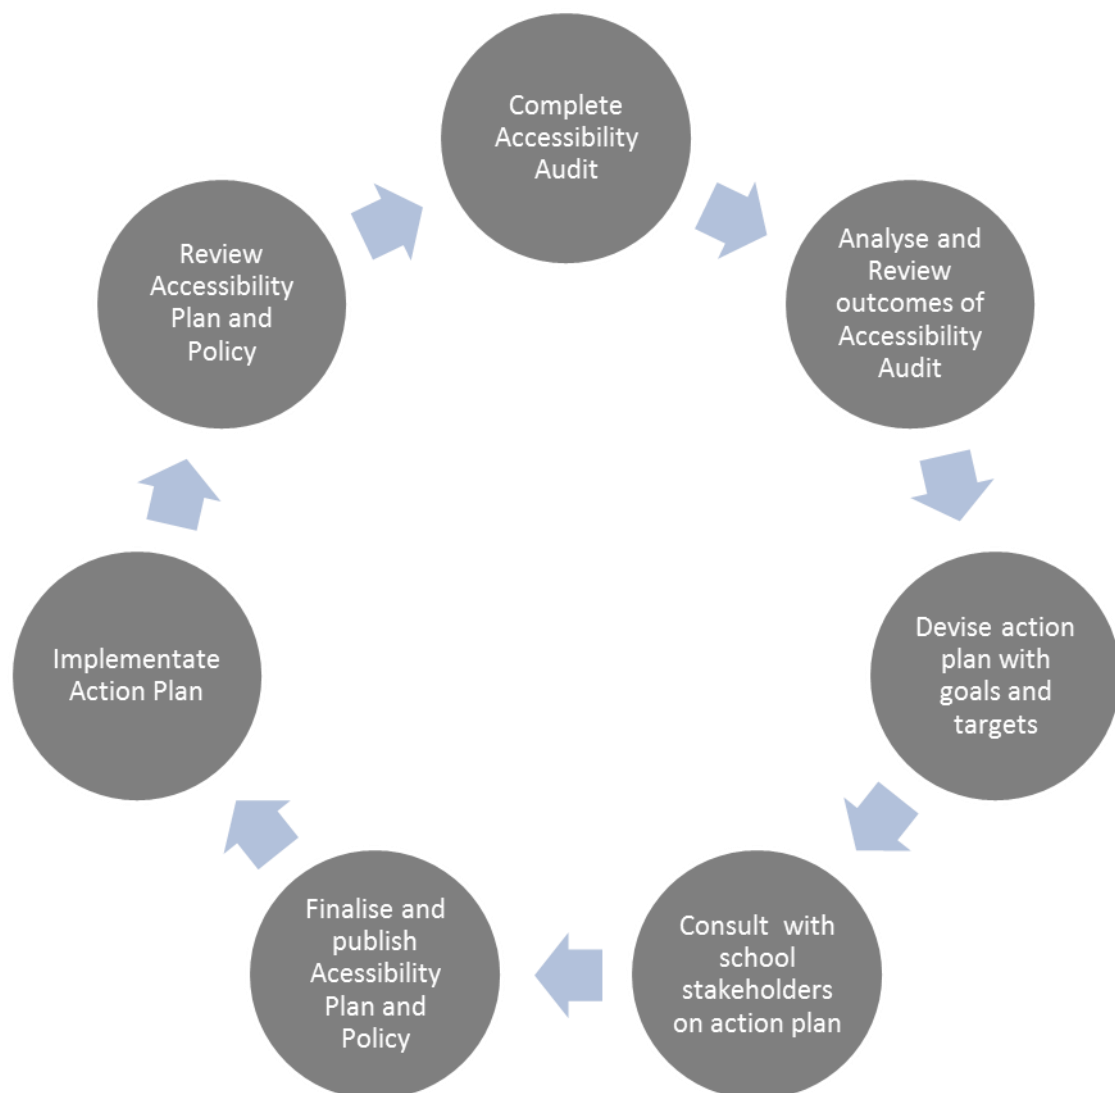 Complete
Accessibility
Audit
Analyse and
Review
outcomes of
Accessibility
Audit
Devise action
plan with
goals and
targets
Consult with
school
stakeholders
on action plan
Finalise and
publish
Acessibility
Plan and
Policy
Implementate
Action Plan
Review
Accessibility
Plan and
Policy